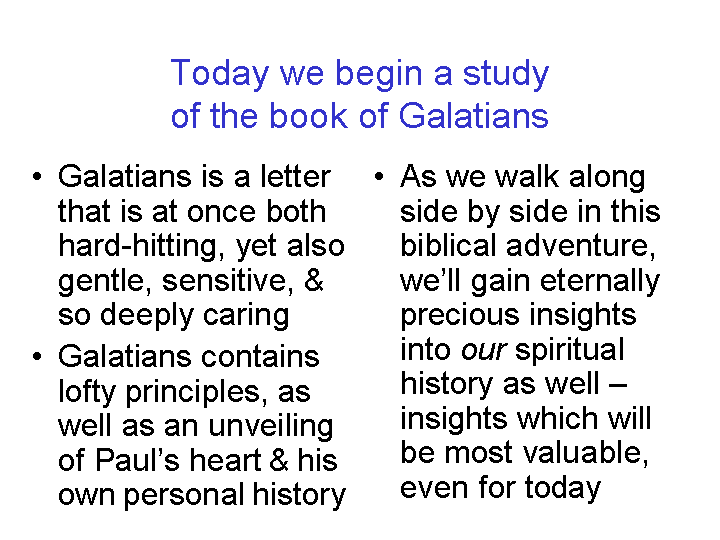 Today we begin a study
of the book of Galatians
• Galatians is a letter
that is at once both
hard-hitting, yet also
gentle, sensitive, &
so deeply caring
• Galatians contains
lofty principles, as
well as an unveiling
of Paul’s heart & his
own personal history
• As we walk along
side by side in this
biblical adventure,
we’ll gain eternally
precious insights
into our spiritual
history as well –
insights which will
be most valuable,
even for today